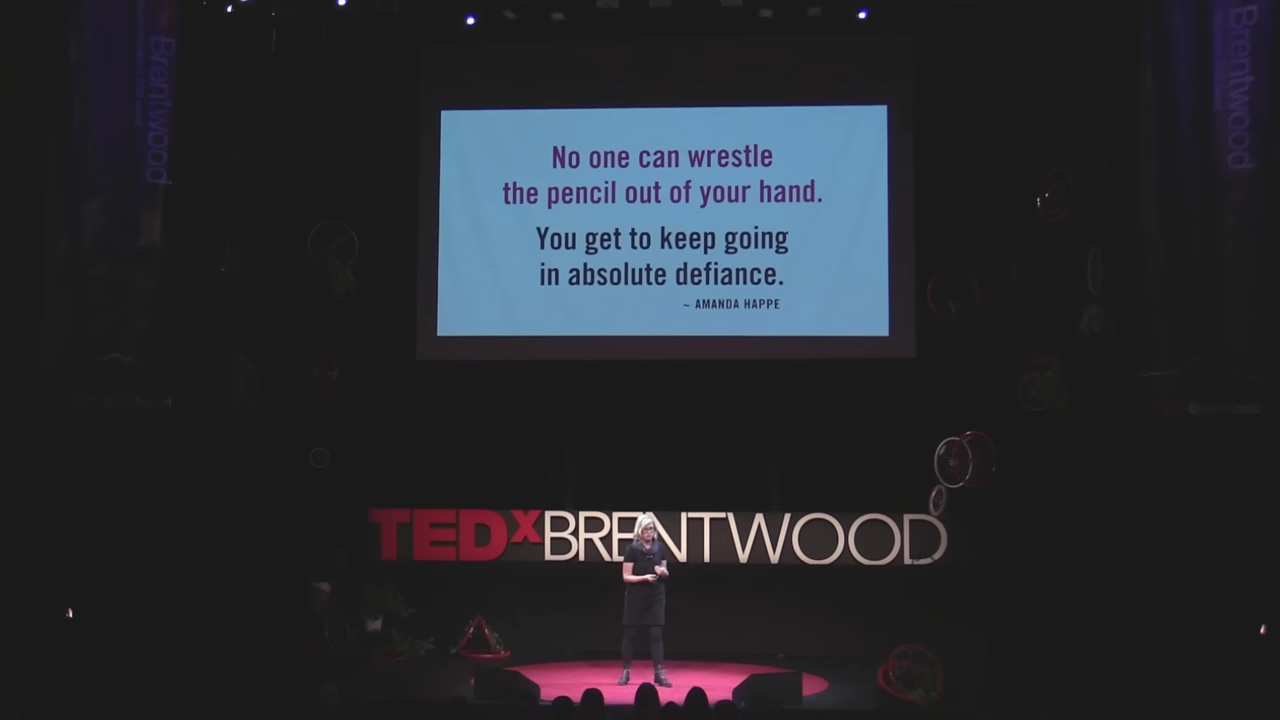 No one can wrestle
the pencil out of your hand.
You get to keep going
in absolute defiance.
~ AMANDA HAPPE
TEDxBRENTWOOD
Brentwood
Brentwood